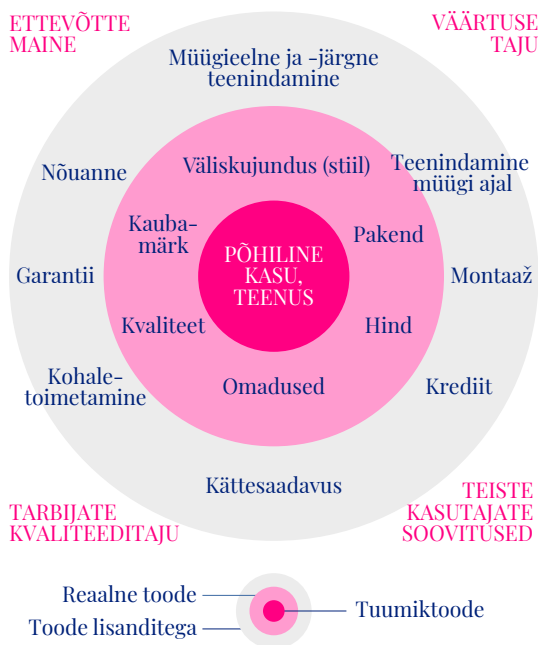 ETTEVÕTTE
MAINE
VÄÄRTUSE
TAJU
Müügieelne ja -järgne
teenindamine
Nõuanne
Väliskujundus (stiil)
Teenindamine
müügi ajal
Kauba-
märk
Pakend
PÕHILINE
KASU,
TEENUS
Garantii
Montaaž
Kvaliteet
Hind
Kohale-
toimetamine
Omadused
Krediit
Kättesaadavus
TARBIJATE
KVALITEEDITAJU
TEISTE
KASUTAJATE
SOOVITUSED
Reaalne toode
Tuumiktoode
Toode lisanditega